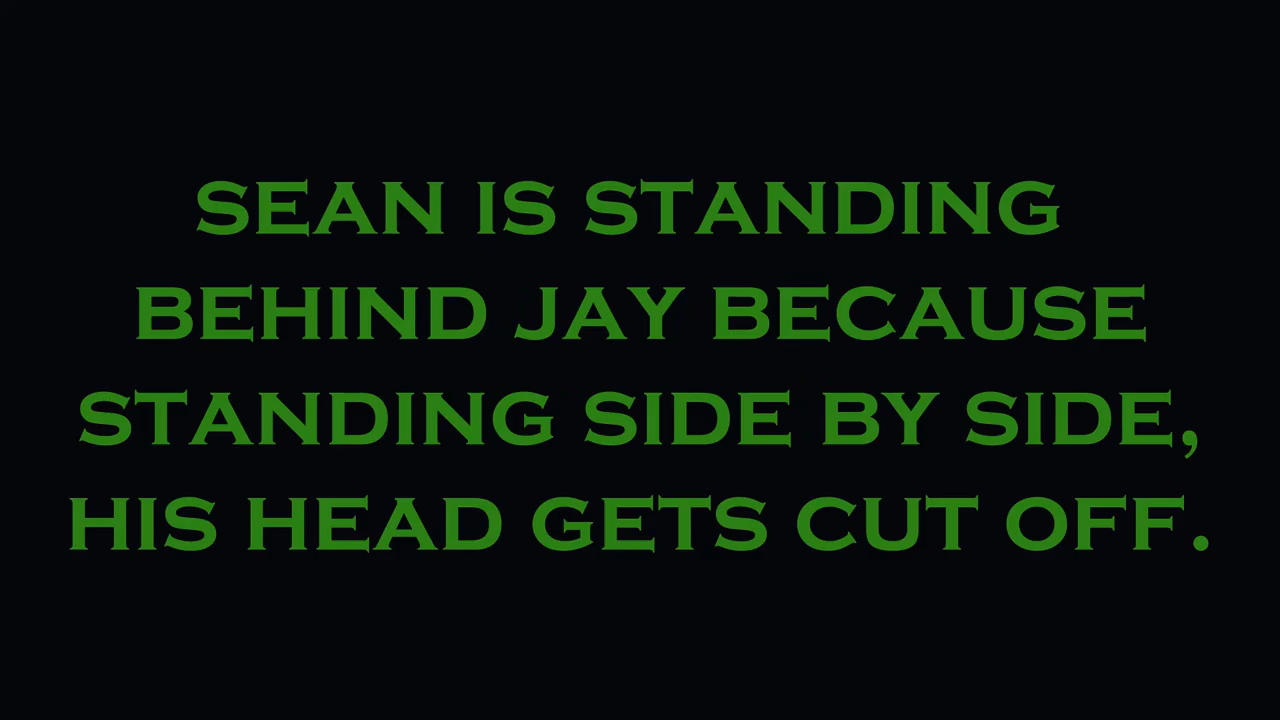 SEAN IS STANDING
BEHIND JAY BECAUSE
STANDING SIDE BY SIDE,
HIS HEAD GETS CUT OFF.